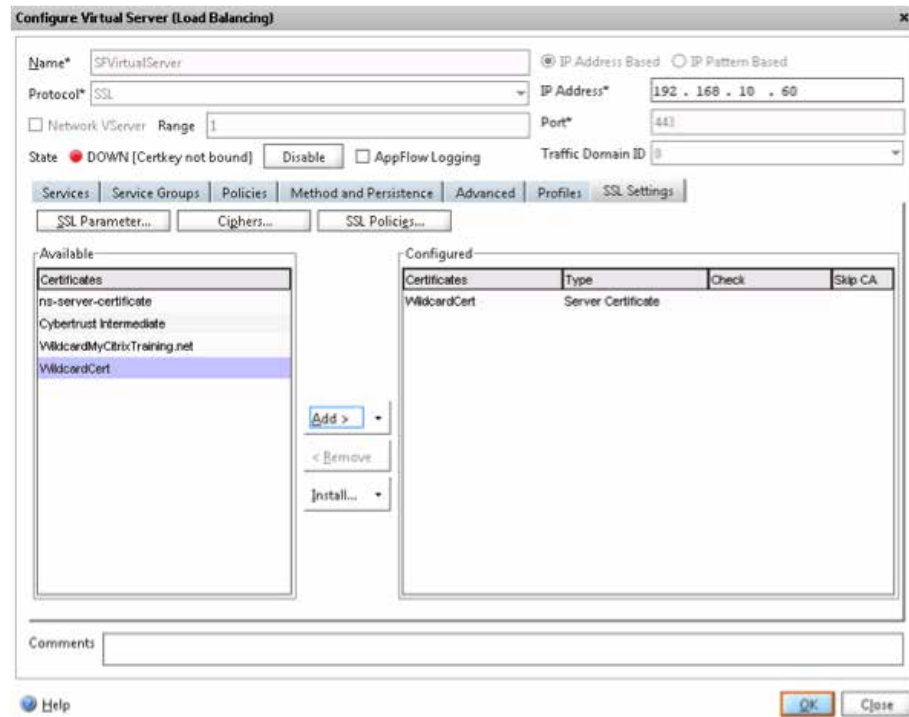 Configure Virtual Server (Load Balancing) x
Name* SFVirtualServer IP Address Based IP Pattern Based
Protocol* SSL IP Address* 192 . 168 . 10 . 60
Network VServer Range 1 Port* 443
State DOWN [Certkey not bound] Disable AppFlow Logging Traffic Domain ID 0
Services Service Groups Policies Method and Persistence Advanced Profiles SSL Settings
SSL Parameter... Ciphers... SSL Policies...
Available Configured
Certificates Certificates Type Check Skip CA
ns-server-certificate WildcardCert Server Certificate
Cybertrust Intermediate
WildcardMyCitrixTraining.net
WildcardCert
Add >
< Remove
Install...
Comments
Help OK Close